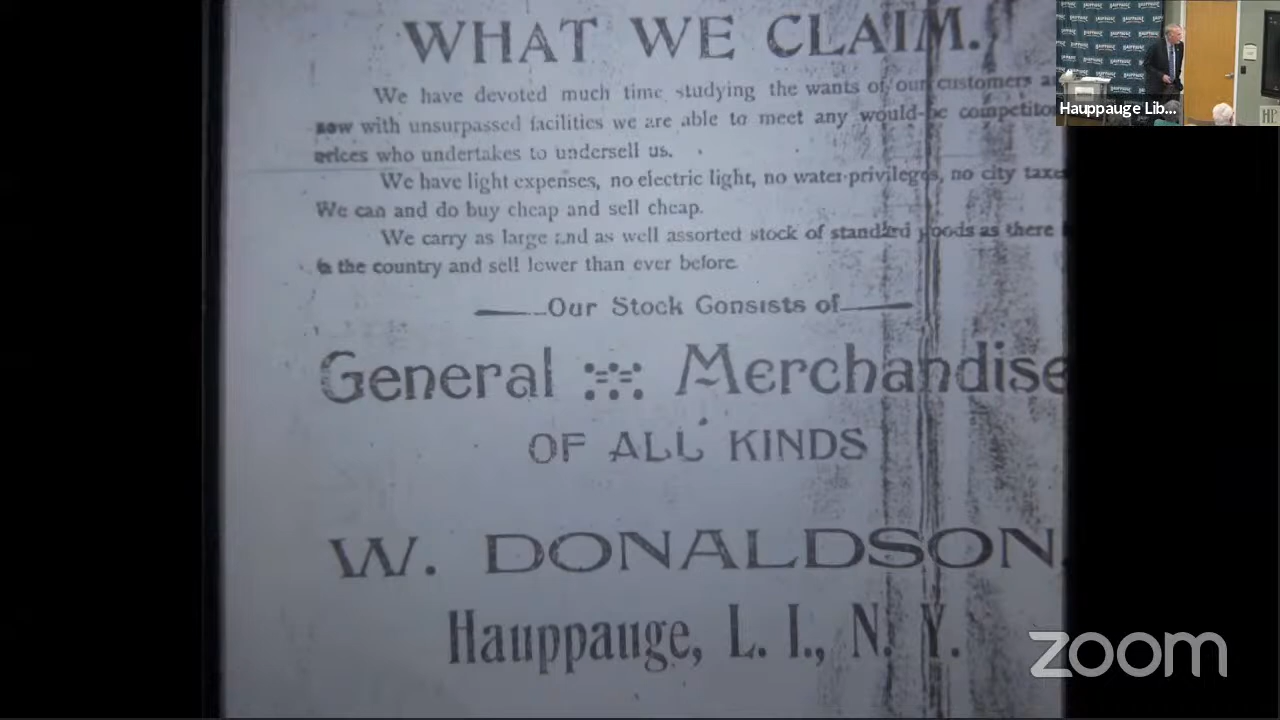 WHAT WE CLAIM.
We have devoted much time studying the wants of our customers
now with unsurpassed facilities we are able to meet any would-be
prices who undertakes to undersell us.
We have light expenses, no electric light, no water-privileges, no city
We can and do buy cheap and sell cheap.
We carry as large and as well assorted stock of standard goods as there
the country and sell lower than ever before.
Our Stock Consists of
General Merchandise
OF ALL KINDS
W. DONALDSON
Hauppauge, L. I., N. Y.
Hauppauge Lib...
zoom